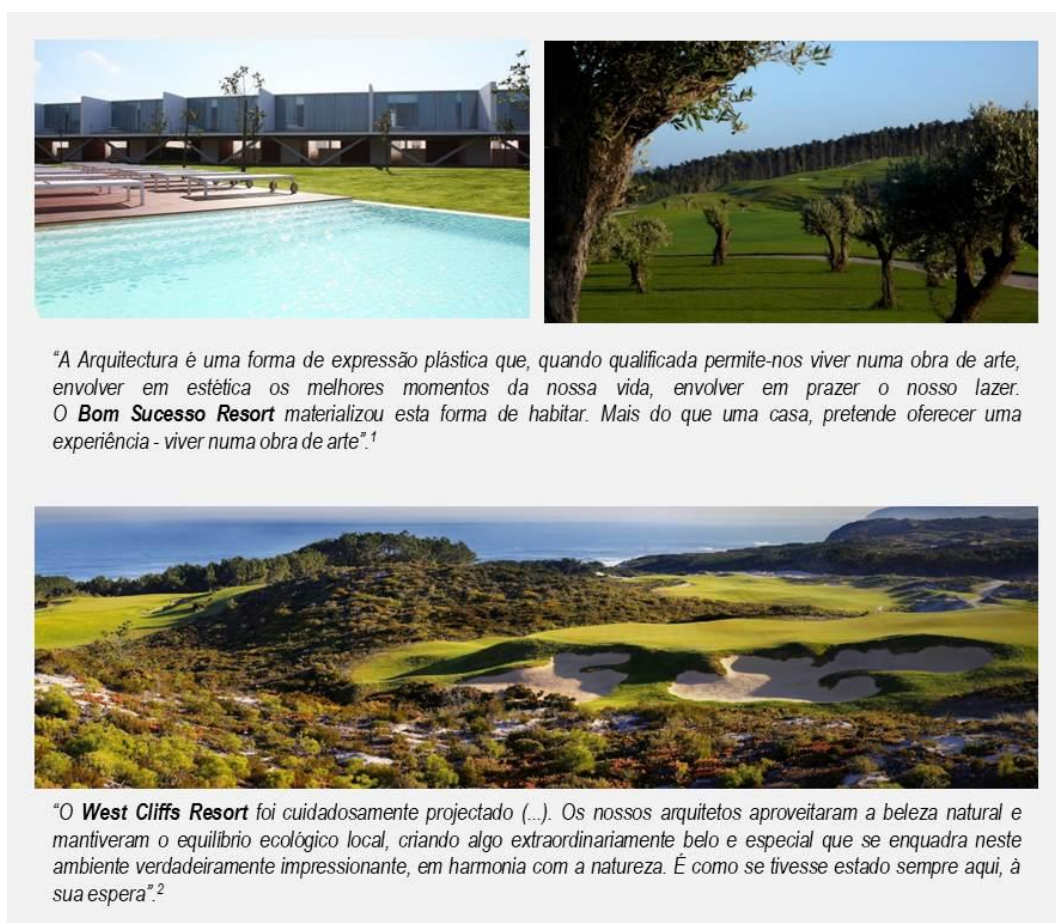 “A Arquitectura é uma forma de expressão plástica que, quando qualificada permite-nos viver numa obra de arte,
envolver em estética os melhores momentos da nossa vida, envolver em prazer o nosso lazer.
O Bom Sucesso Resort materializou esta forma de habitar. Mais do que uma casa, pretende oferecer uma
experiência - viver numa obra de arte”.¹
“O West Cliffs Resort foi cuidadosamente projectado (...). Os nossos arquitetos aproveitaram a beleza natural e
mantiveram o equilíbrio ecológico local, criando algo extraordinariamente belo e especial que se enquadra neste
ambiente verdadeiramente impressionante, em harmonia com a natureza. É como se tivesse estado sempre aqui, à
sua espera”.²